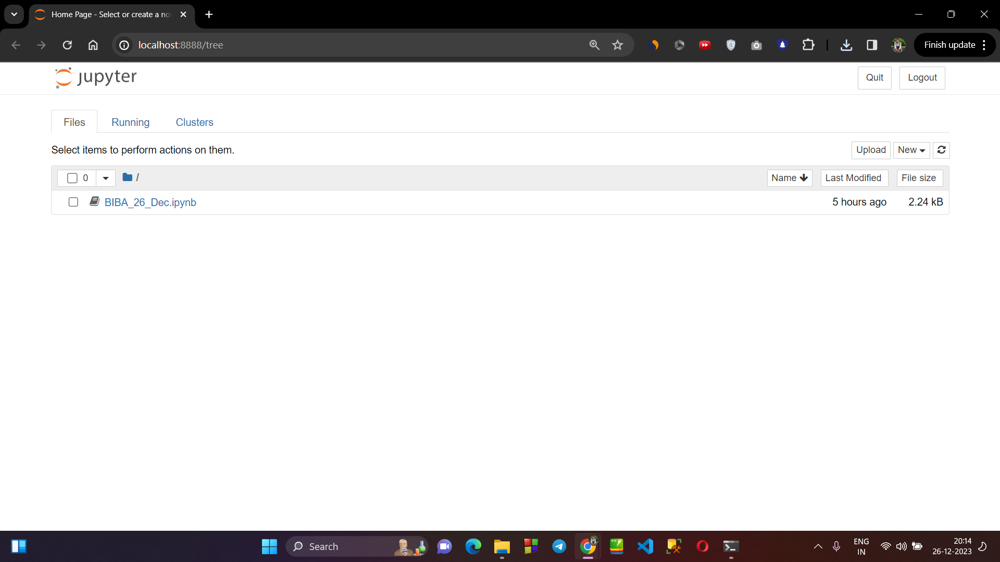 Home Page - Select or create a no
localhost:8888/tree
Finish update
jupyter
Quit
Logout
Files
Running
Clusters
Select items to perform actions on them.
Upload
New
0
/
Name
Last Modified
File size
BIBA_26_Dec.ipynb
5 hours ago
2.24 kB
Search
ENG
IN
20:14
26-12-2023